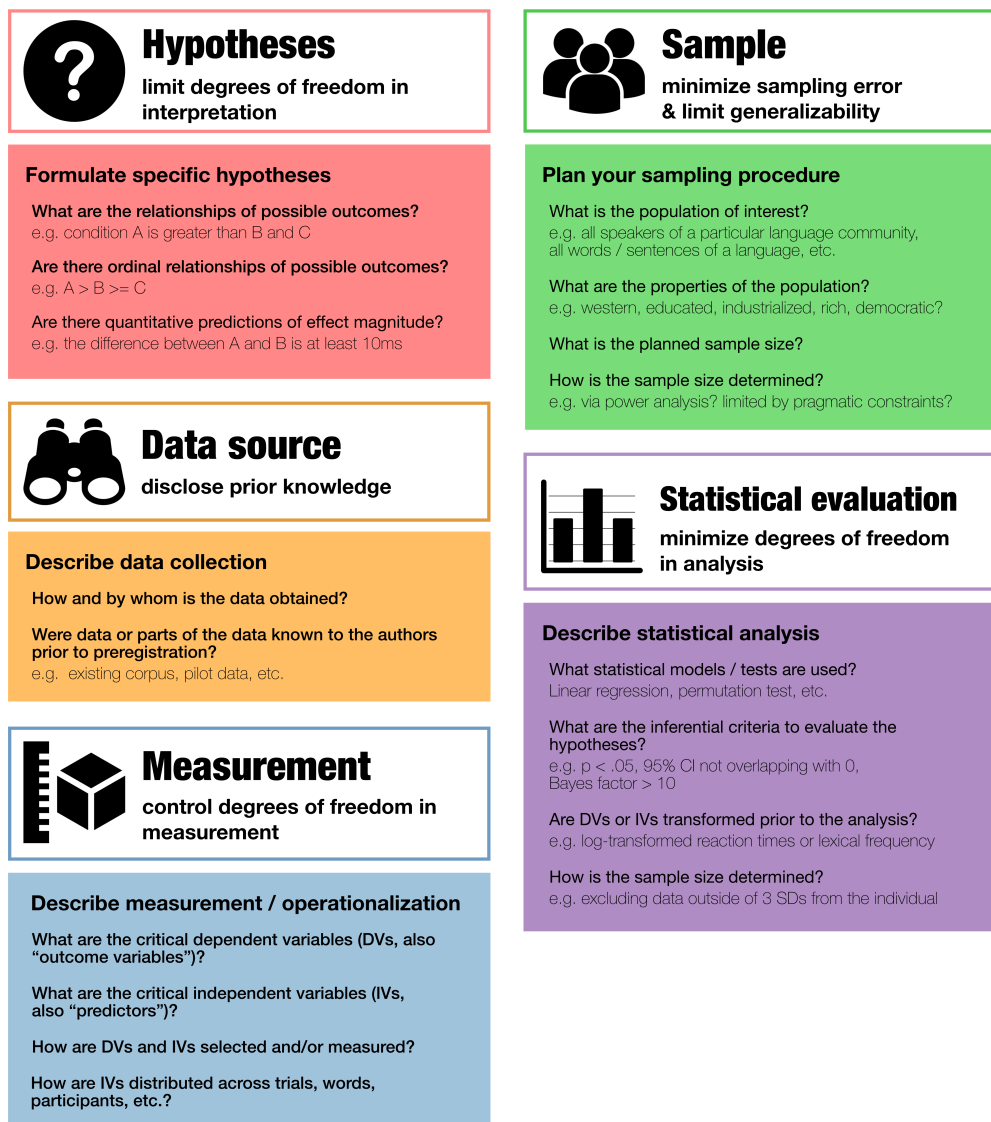 Hypotheses
limit degrees of freedom in
interpretation
Formulate specific hypotheses
What are the relationships of possible outcomes?
e.g. condition A is greater than B and C
Are there ordinal relationships of possible outcomes?
e.g. A > B >= C
Are there quantitative predictions of effect magnitude?
e.g. the difference between A and B is at least 10ms
Data source
disclose prior knowledge
Describe data collection
How and by whom is the data obtained?
Were data or parts of the data known to the authors
prior to preregistration?
e.g. existing corpus, pilot data, etc.
Measurement
control degrees of freedom in
measurement
Describe measurement / operationalization
What are the critical dependent variables (DVs, also
“outcome variables”)?
What are the critical independent variables (IVs,
also “predictors”)?
How are DVs and IVs selected and/or measured?
How are IVs distributed across trials, words,
participants, etc.?
Sample
minimize sampling error
& limit generalizability
Plan your sampling procedure
What is the population of interest?
e.g. all speakers of a particular language community,
all words / sentences of a language, etc.
What are the properties of the population?
e.g. western, educated, industrialized, rich, democratic?
What is the planned sample size?
How is the sample size determined?
e.g. via power analysis? limited by pragmatic constraints?
Statistical evaluation
minimize degrees of freedom
in analysis
Describe statistical analysis
What statistical models / tests are used?
Linear regression, permutation test, etc.
What are the inferential criteria to evaluate the
hypotheses?
e.g. p < .05, 95% CI not overlapping with 0,
Bayes factor > 10
Are DVs or IVs transformed prior to the analysis?
e.g. log-transformed reaction times or lexical frequency
How is the sample size determined?
e.g. excluding data outside of 3 SDs from the individual